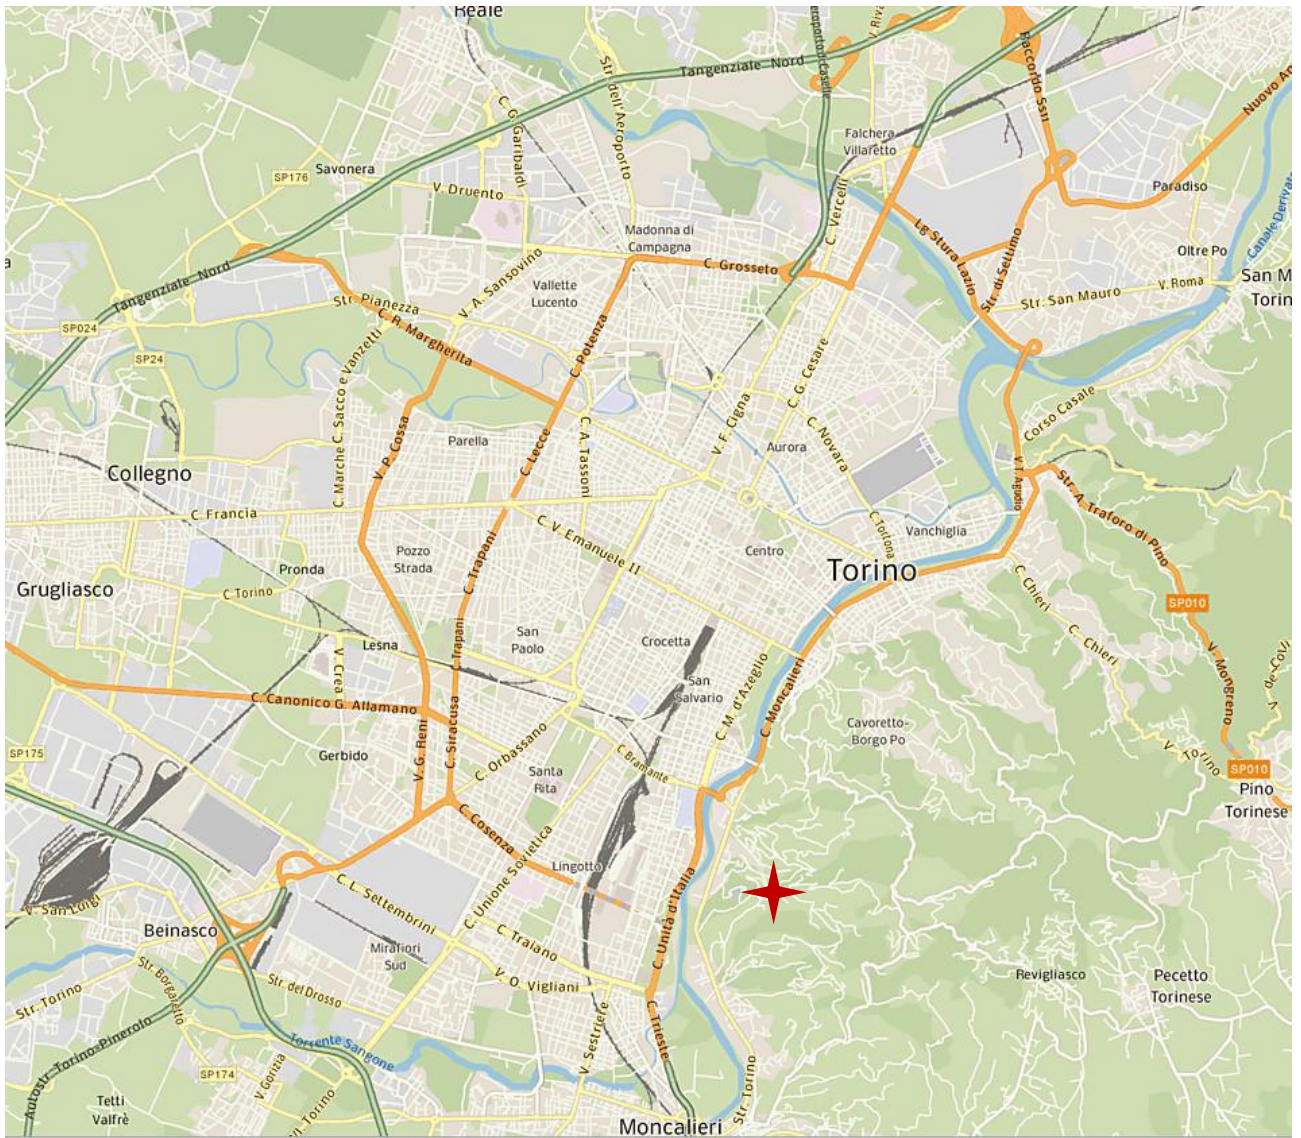 Reale
Str. dell'Aeroporto
Tangenziale Nord
Raccordo SS11
C. G. Garibaldi
Falchera
Villaretto
Savonera
SP176
V. Druento
C. Vercelli
Paradiso
Canale Derivat
Madonna di
Campagna
Lg Stura Lazio
Str. di Settimo
Oltre Po
C. Grosseto
Tangenziale Nord
V. A. Sansovino
Vallette
Lucento
San M
Torin
V. Roma
Str. San Mauro
Str. Pianezza
C. R. Margherita
SP024
SP24
C. Potenza
C. G. Cesare
C. Marche C. Sacco e Vanzetti
V. P. Cossa
Parella
C. Lecce
C. A. Tassoni
V. F. Cigna
Aurora
C. Novara
Corso Casale
V. T. Agudio
Str. A. Traforo di Pino
Collegno
C. Francia
C. V. Emanuele II
C. Tortona
Vanchiglia
Centro
Pozzo
Strada
C. Trapani
Pronda
Torino
Grugliasco
C. Torino
C. Chieri
SP010
C. Chieri
San
Paolo
Crocetta
Lesna
V. Crea
C. Trapani
San
Salvario
C. M. d'Azeglio
C. Moncalieri
V. Mongreno
C. Canonico G. Allamano
C. Siracusa
V. G. Reni
Cavoretto-
Borgo Po
V. Torino
SP175
Gerbido
C. Orbassano
C. Bramante
Santa
Rita
SP010
Pino
Torinese
C. Cosenza
C. Unione Sovietica
Lingotto
C. L. Settembrini
C. Unità d'Italia
V. San Luigi
Beinasco
C. Traiano
Mirafiori
Sud
V. O. Vigliani
Revigliasco
Pecetto
Torinese
Str. Torino
Str. Borgaretto
Str. del Drosso
C. Trieste
V. Sestriere
Autostr. Torino-Pinerolo
Torrente Sangone
SP174
V. Gorizia
Str. Torino
Tetti
Valfrè
Moncalieri